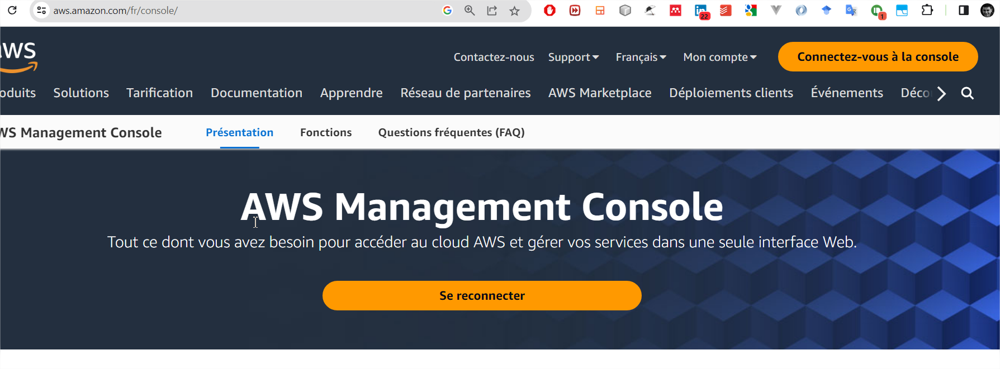 aws.amazon.com/fr/console/
22
1
aws
Contactez-nous Support Français Mon compte Connectez-vous à la console
oduits Solutions Tarification Documentation Apprendre Réseau de partenaires AWS Marketplace Déploiements clients Événements Déco
WS Management Console Présentation Fonctions Questions fréquentes (FAQ)
AWS Management Console
Tout ce dont vous avez besoin pour accéder au cloud AWS et gérer vos services dans une seule interface Web.
Se reconnecter